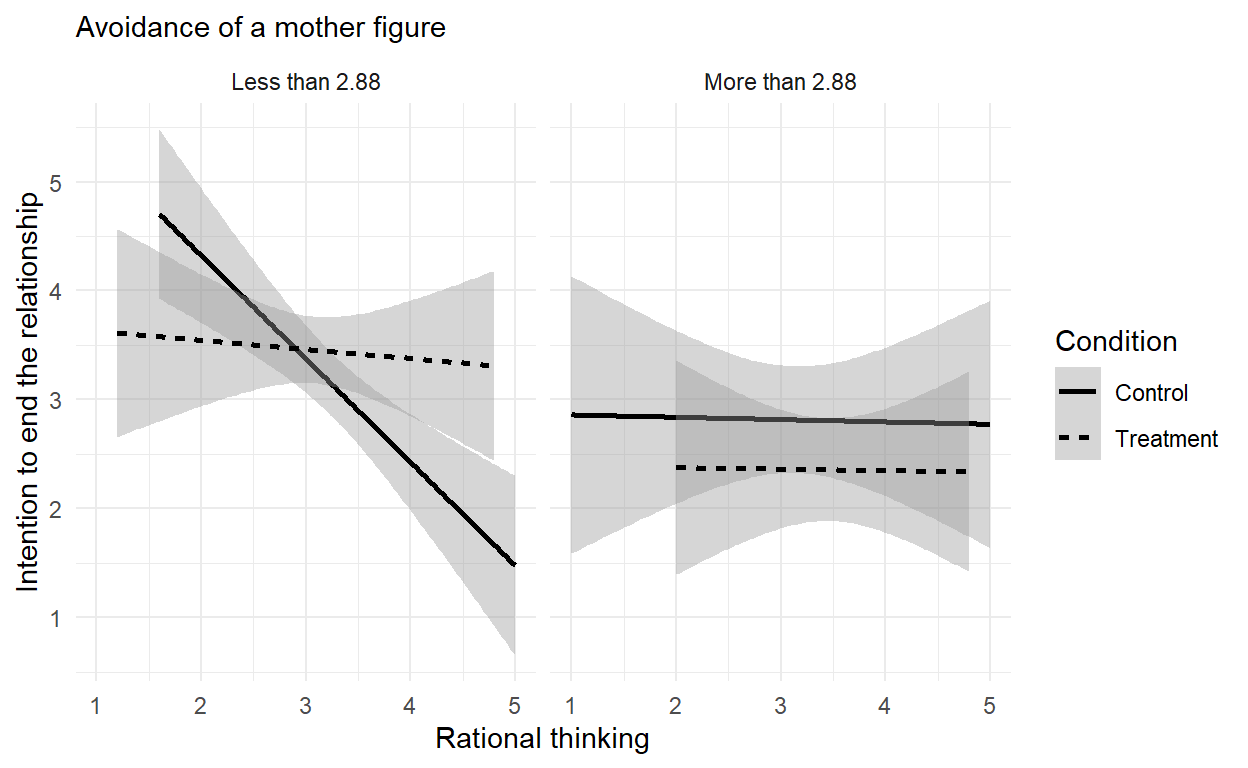 Avoidance of a mother figure
Less than 2.88
More than 2.88
Intention to end the relationship
5
4
3
2
1
1 2 3 4 5
1 2 3 4 5
Rational thinking
Condition
Control
Treatment